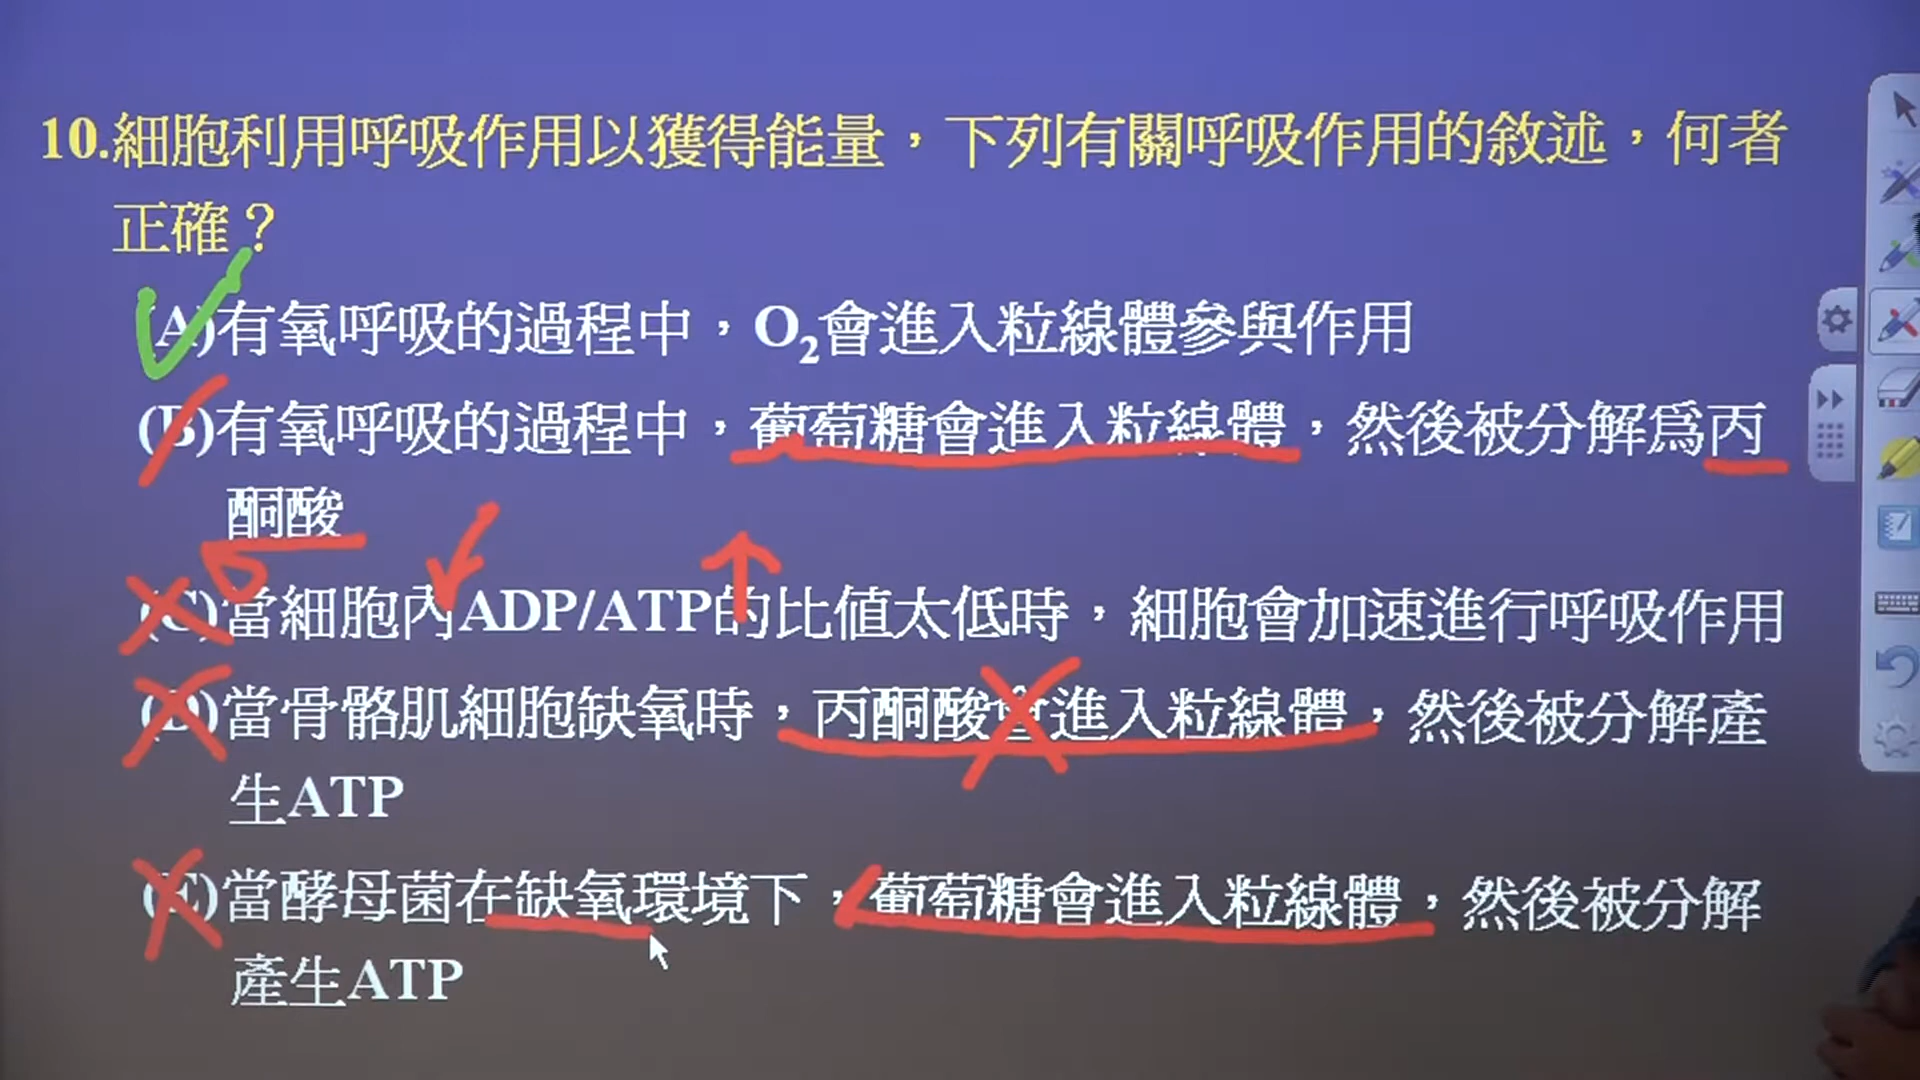 10.細胞利用呼吸作用以獲得能量，下列有關呼吸作用的敘述，何者
正確？
(A)有氧呼吸的過程中，O₂會進入粒線體參與作用
(B)有氧呼吸的過程中，葡萄糖會進入粒線體，然後被分解爲丙
酮酸
(C)當細胞內ADP/ATP的比值太低時，細胞會加速進行呼吸作用
(D)當骨骼肌細胞缺氧時，丙酮酸會進入粒線體，然後被分解產
生ATP
(E)當酵母菌在缺氧環境下，葡萄糖會進入粒線體，然後被分解
產生ATP